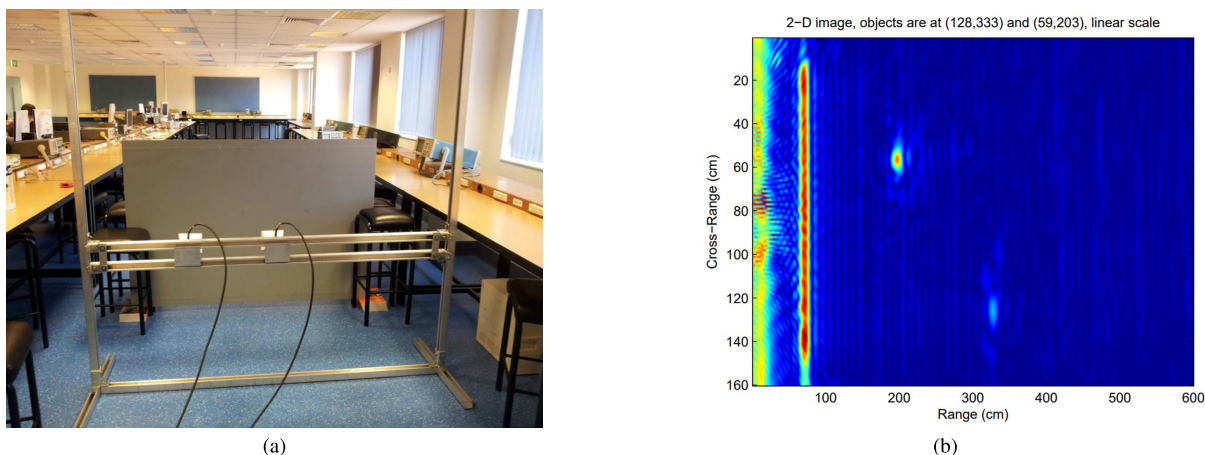 2−D image, objects are at (128,333) and (59,203), linear scale
20
40
60
80
100
120
140
160
Cross−Range (cm)
100
200
300
400
500
600
Range (cm)
(a)
(b)